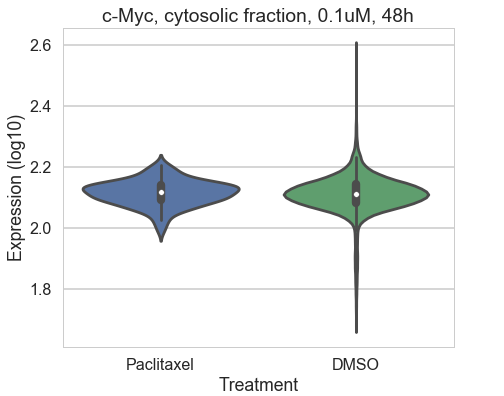 c-Myc, cytosolic fraction, 0.1uM, 48h
Expression (log10)
2.6
2.4
2.2
2.0
1.8
Paclitaxel
DMSO
Treatment